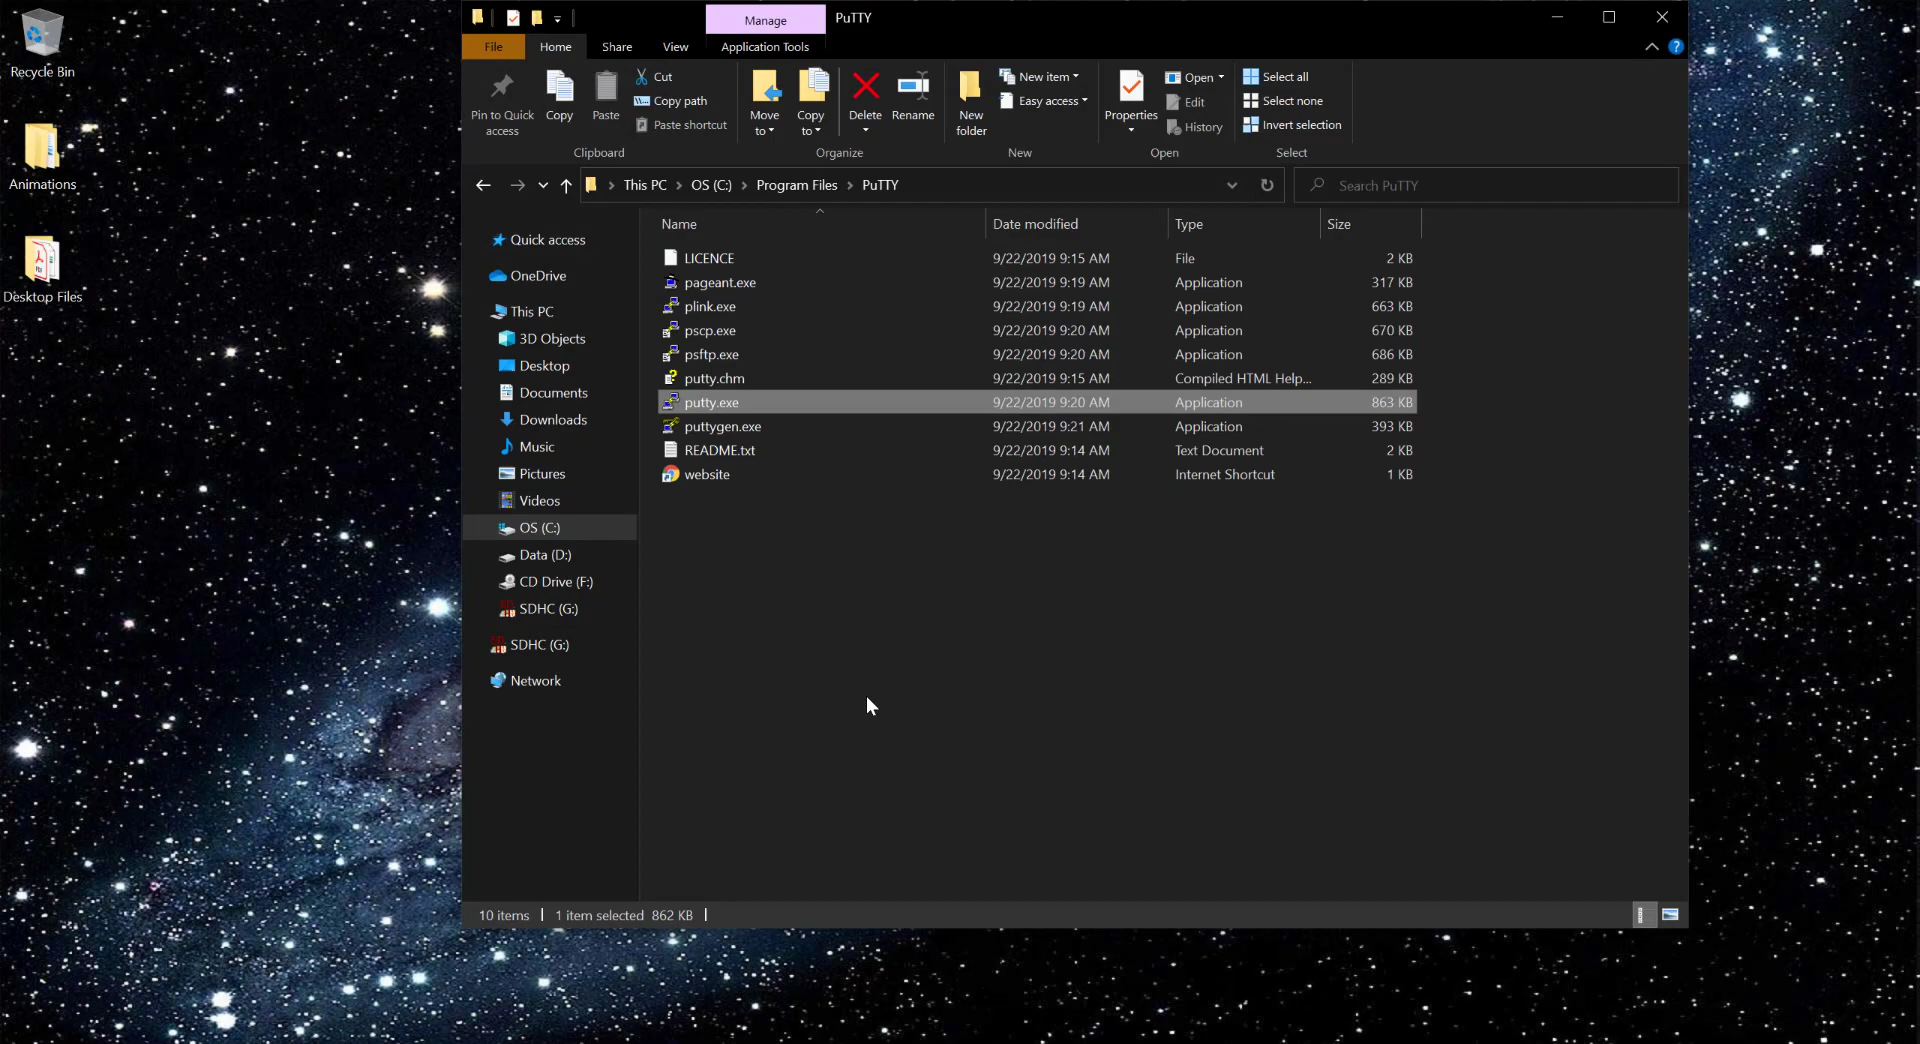 Recycle Bin
Animations
Desktop Files
Manage
PuTTY
File
Home
Share
View
Application Tools
Pin to Quick access
Copy
Paste
Cut
Copy path
Paste shortcut
Clipboard
Move to
Copy to
Delete
Rename
Organize
New folder
New item
Easy access
New
Properties
Open
Edit
History
Open
Select all
Select none
Invert selection
Select
This PC > OS (C:) > Program Files > PuTTY
Search PuTTY
Quick access
OneDrive
This PC
3D Objects
Desktop
Documents
Downloads
Music
Pictures
Videos
OS (C:)
Data (D:)
CD Drive (F:)
SDHC (G:)
SDHC (G:)
Network
Name Date modified Type Size
LICENCE 9/22/2019 9:15 AM File 2 KB
pageant.exe 9/22/2019 9:19 AM Application 317 KB
plink.exe 9/22/2019 9:19 AM Application 663 KB
pscp.exe 9/22/2019 9:20 AM Application 670 KB
psftp.exe 9/22/2019 9:20 AM Application 686 KB
putty.chm 9/22/2019 9:15 AM Compiled HTML Help... 289 KB
putty.exe 9/22/2019 9:20 AM Application 863 KB
puttygen.exe 9/22/2019 9:21 AM Application 393 KB
README.txt 9/22/2019 9:14 AM Text Document 2 KB
website 9/22/2019 9:14 AM Internet Shortcut 1 KB
10 items | 1 item selected 862 KB |